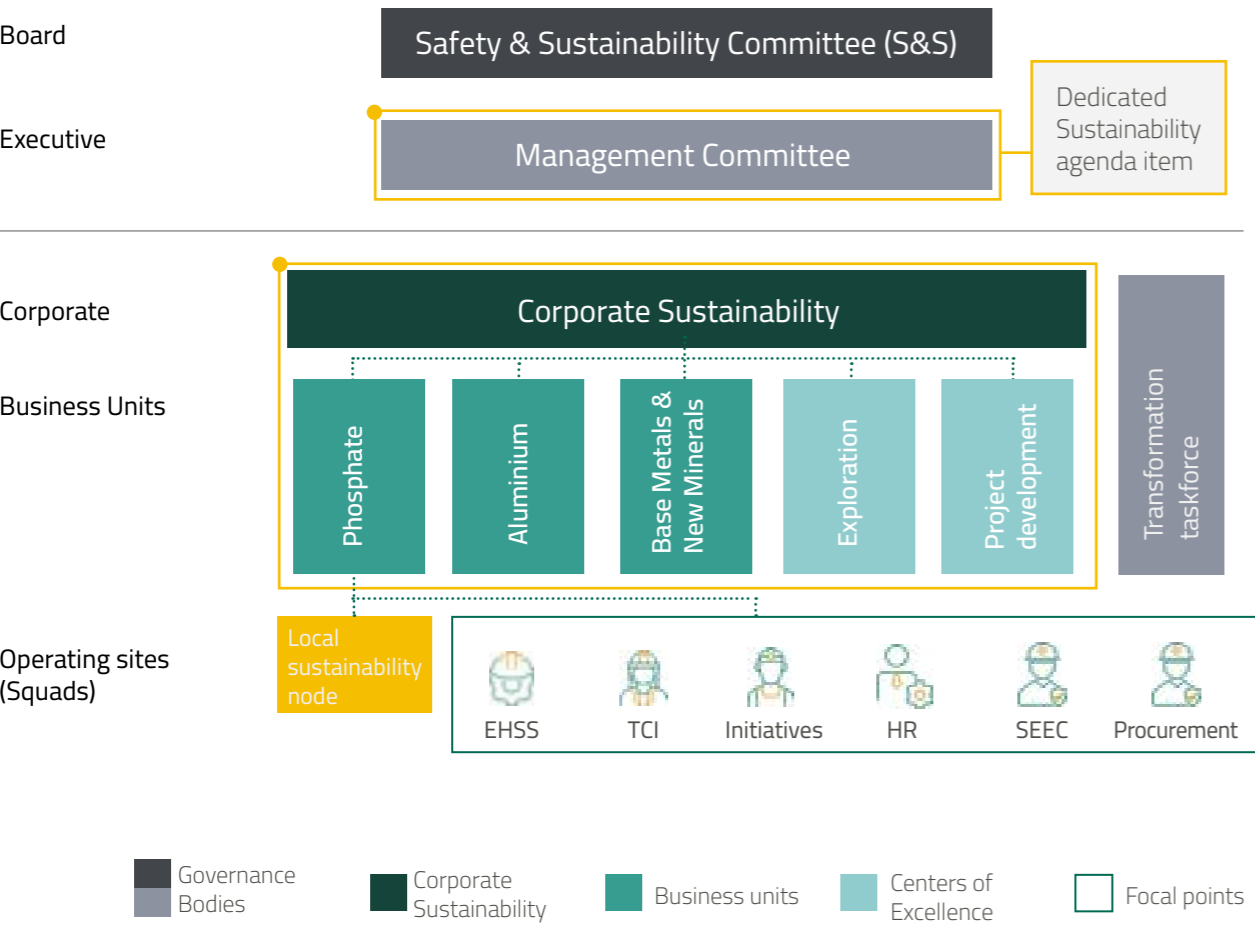 Board
Safety & Sustainability Committee (S&S)
Dedicated
Sustainability
agenda item
Executive
Management Committee
Corporate
Corporate Sustainability
Business Units
Phosphate
Aluminium
Base Metals &
New Minerals
Exploration
Project
development
Transformation
taskforce
Operating sites
(Squads)
Local
sustainability
node
EHSS
TCI
Initiatives
HR
SEEC
Procurement
Governance
Bodies
Corporate
Sustainability
Business units
Centers of
Excellence
Focal points